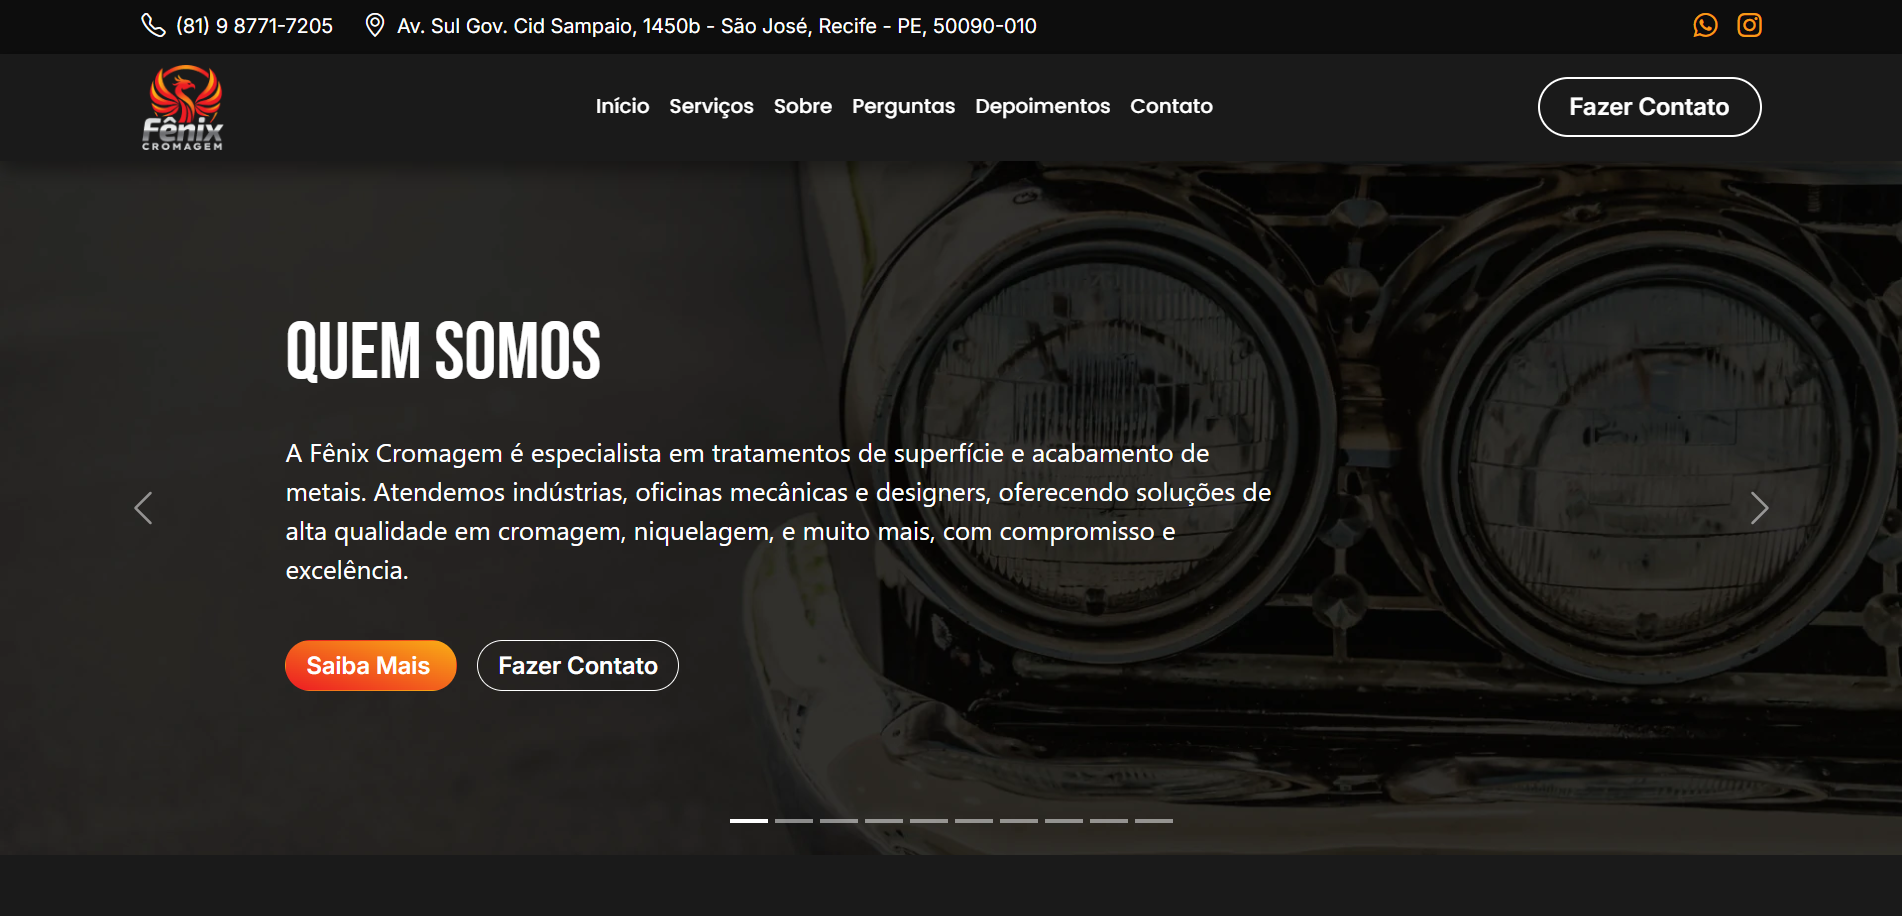 (81) 9 8771-7205
Av. Sul Gov. Cid Sampaio, 1450b - São José, Recife - PE, 50090-010
Fênix
CROMAGEM
Início
Serviços
Sobre
Perguntas
Depoimentos
Contato
Fazer Contato
QUEM SOMOS
A Fênix Cromagem é especialista em tratamentos de superfície e acabamento de
metais. Atendemos indústrias, oficinas mecânicas e designers, oferecendo soluções de
alta qualidade em cromagem, niquelagem, e muito mais, com compromisso e
excelência.
Saiba Mais
Fazer Contato